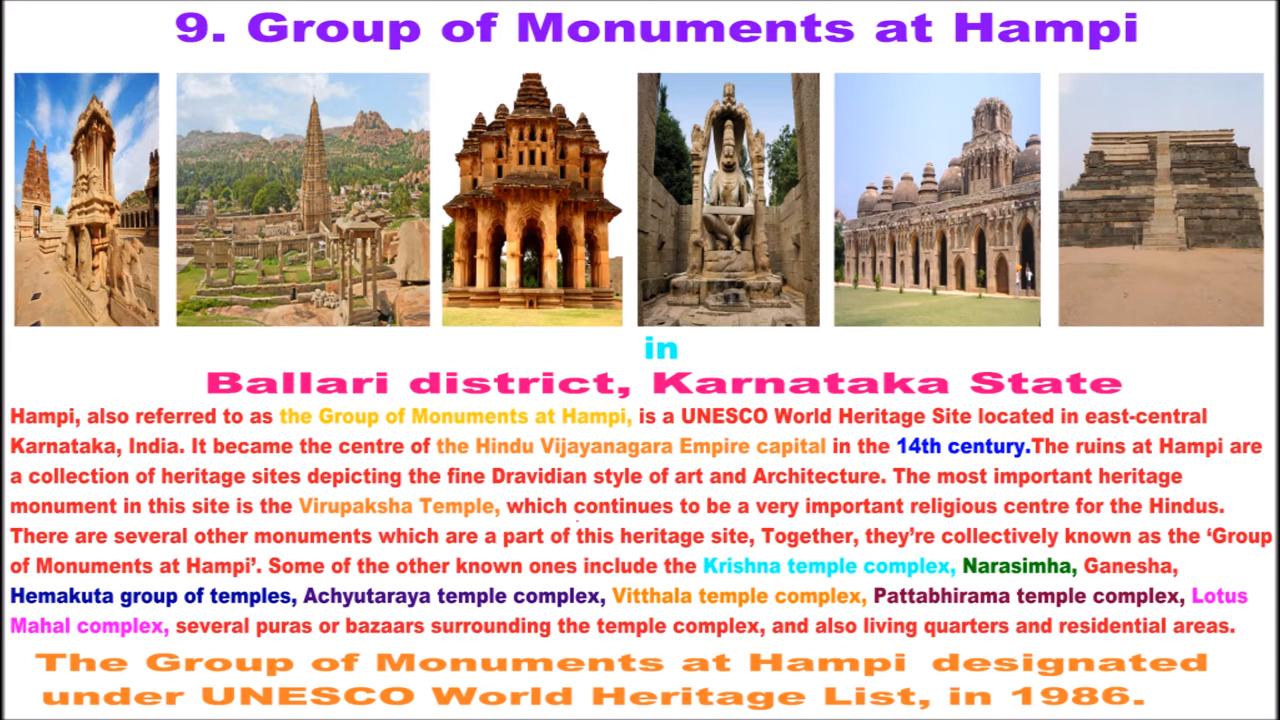 9. Group of Monuments at Hampi
in
Ballari district, Karnataka State
Hampi, also referred to as the Group of Monuments at Hampi, is a UNESCO World Heritage Site located in east-central
Karnataka, India. It became the centre of the Hindu Vijayanagara Empire capital in the 14th century.The ruins at Hampi are
a collection of heritage sites depicting the fine Dravidian style of art and Architecture. The most important heritage
monument in this site is the Virupaksha Temple, which continues to be a very important religious centre for the Hindus.
There are several other monuments which are a part of this heritage site, Together, they're collectively known as the ‘Group
of Monuments at Hampi’. Some of the other known ones include the Krishna temple complex, Narasimha, Ganesha,
Hemakuta group of temples, Achyutaraya temple complex, Vitthala temple complex, Pattabhirama temple complex, Lotus
Mahal complex, several puras or bazaars surrounding the temple complex, and also living quarters and residential areas.
The Group of Monuments at Hampi designated
under UNESCO World Heritage List, in 1986.